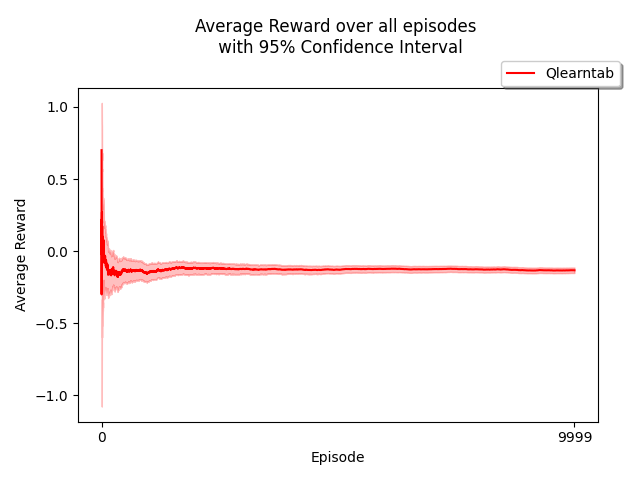 Average Reward over all episodes
with 95% Confidence Interval
Qlearntab
1.0
0.5
0.0
−0.5
−1.0
Average Reward
0
9999
Episode